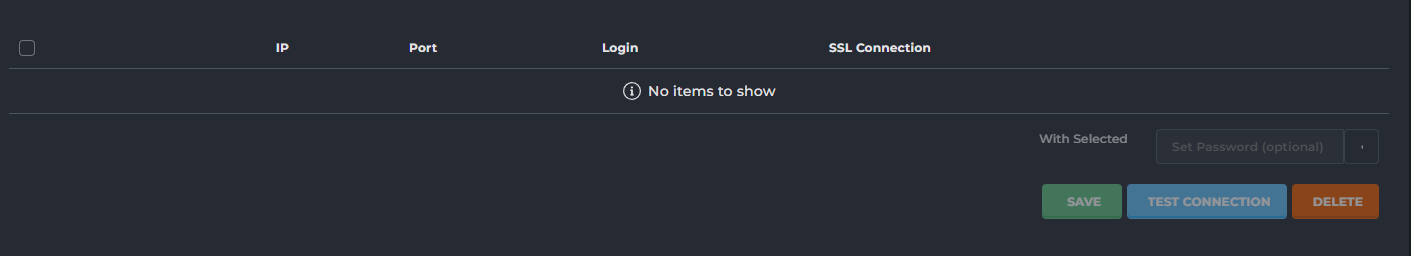 IP Port Login SSL Connection
No items to show
With Selected Set Password (optional)
SAVE TEST CONNECTION DELETE